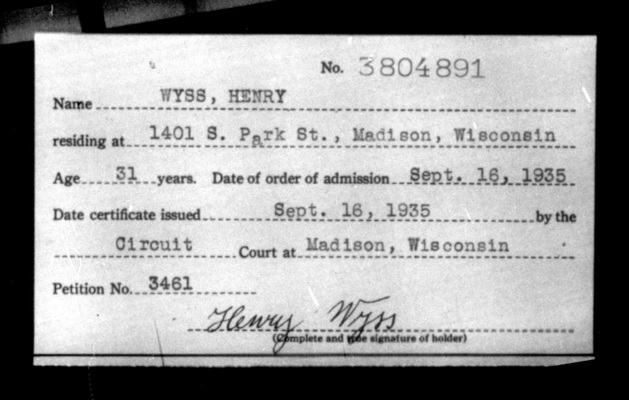 No. 3804891
Name WYSS, HENRY
residing at 1401 S. Park St., Madison, Wisconsin
Age 31 years. Date of order of admission Sept. 16, 1935
Date certificate issued Sept. 16, 1935 by the
Circuit Court at Madison, Wisconsin
Petition No. 3461
Henry Wyss
(Complete and true signature of holder)